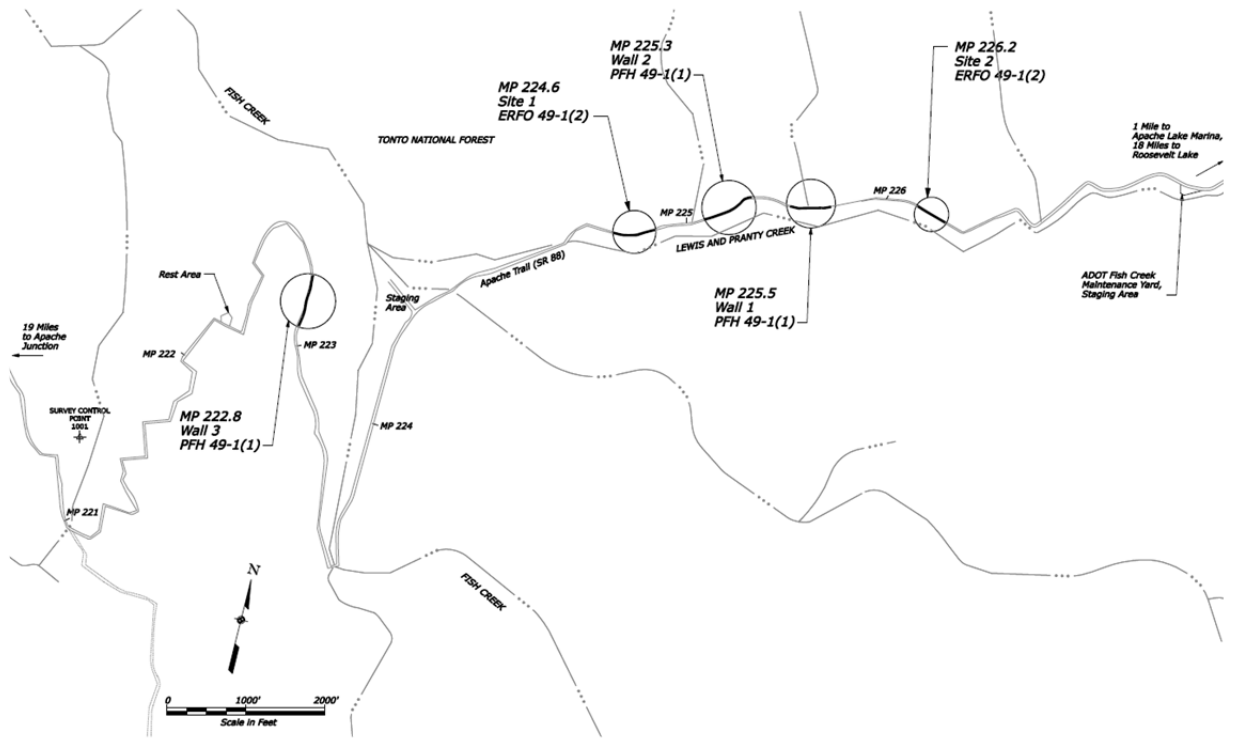 MP 225.3
Wall 2
PFH 49-1(1)
MP 226.2
Site 2
ERFO 49-1(2)
MP 224.6
Site 1
ERFO 49-1(2)
FISH CREEK
TONTO NATIONAL FOREST
1 Mile to
Apache Lake Marina,
18 Miles to
Roosevelt Lake
MP 226
MP 225
LEWIS AND PRANTY CREEK
Apache Trail (SR 88)
Rest Area
Staging
Area
ADOT Fish Creek
Maintenance Yard,
Staging Area
MP 225.5
Wall 1
PFH 49-1(1)
19 Miles
to Apache
Junction
MP 222
MP 223
SURVEY CONTROL
POINT
1001
MP 222.8
Wall 3
PFH 49-1(1)
MP 224
MP 221
N
FISH CREEK
0 1000' 2000'
Scale in Feet